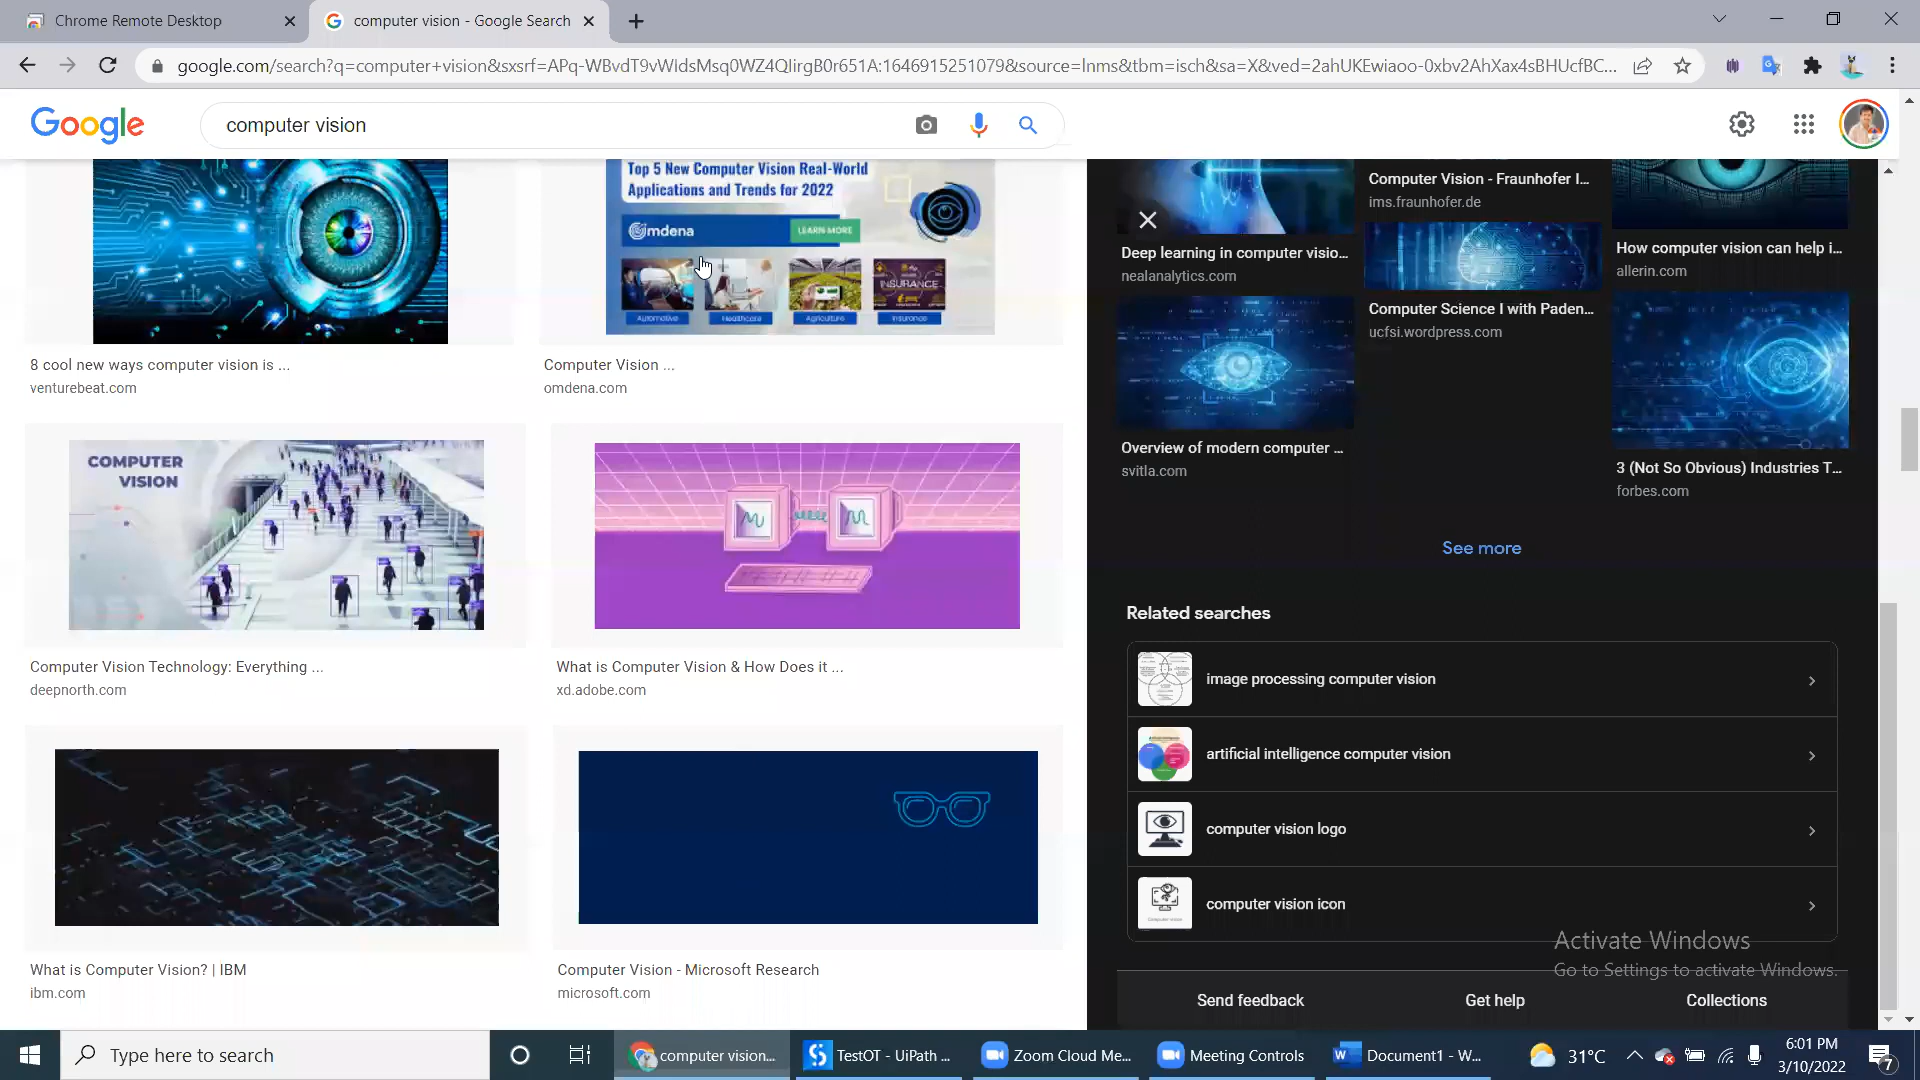 Chrome Remote Desktop
computer vision - Google Search
google.com/search?q=computer+vision&sxsrf=APq-WBvdT9vWIdsMsq0WZ4QIirgB0r651A:1646915251079&source=lnms&tbm=isch&sa=X&ved=2ahUKEwiaoo-0xbv2AhXax4sBHUcfBC...
Google
computer vision
Top 5 New Computer Vision Real-World
Applications and Trends for 2022
Omdena
LEARN MORE
INSURANCE
Automotive
Healthcare
Agriculture
Insurance
8 cool new ways computer vision is ...
venturebeat.com
Computer Vision ...
omdena.com
COMPUTER
VISION
Computer Vision Technology: Everything ...
deepnorth.com
What is Computer Vision & How Does it ...
xd.adobe.com
What is Computer Vision? | IBM
ibm.com
Computer Vision - Microsoft Research
microsoft.com
Deep learning in computer visio...
nealanalytics.com
Computer Vision - Fraunhofer I...
ims.fraunhofer.de
How computer vision can help i...
allerin.com
Computer Science I with Paden...
ucfsi.wordpress.com
Overview of modern computer ...
svitla.com
3 (Not So Obvious) Industries T...
forbes.com
See more
Related searches
image processing computer vision
artificial intelligence computer vision
computer vision logo
computer vision icon
Activate Windows
Go to Settings to activate Windows.
Send feedback
Get help
Collections
Type here to search
computer vision...
TestOT - UiPath ...
Zoom Cloud Me...
Meeting Controls
Document1 - W...
31°C
6:01 PM
3/10/2022
7